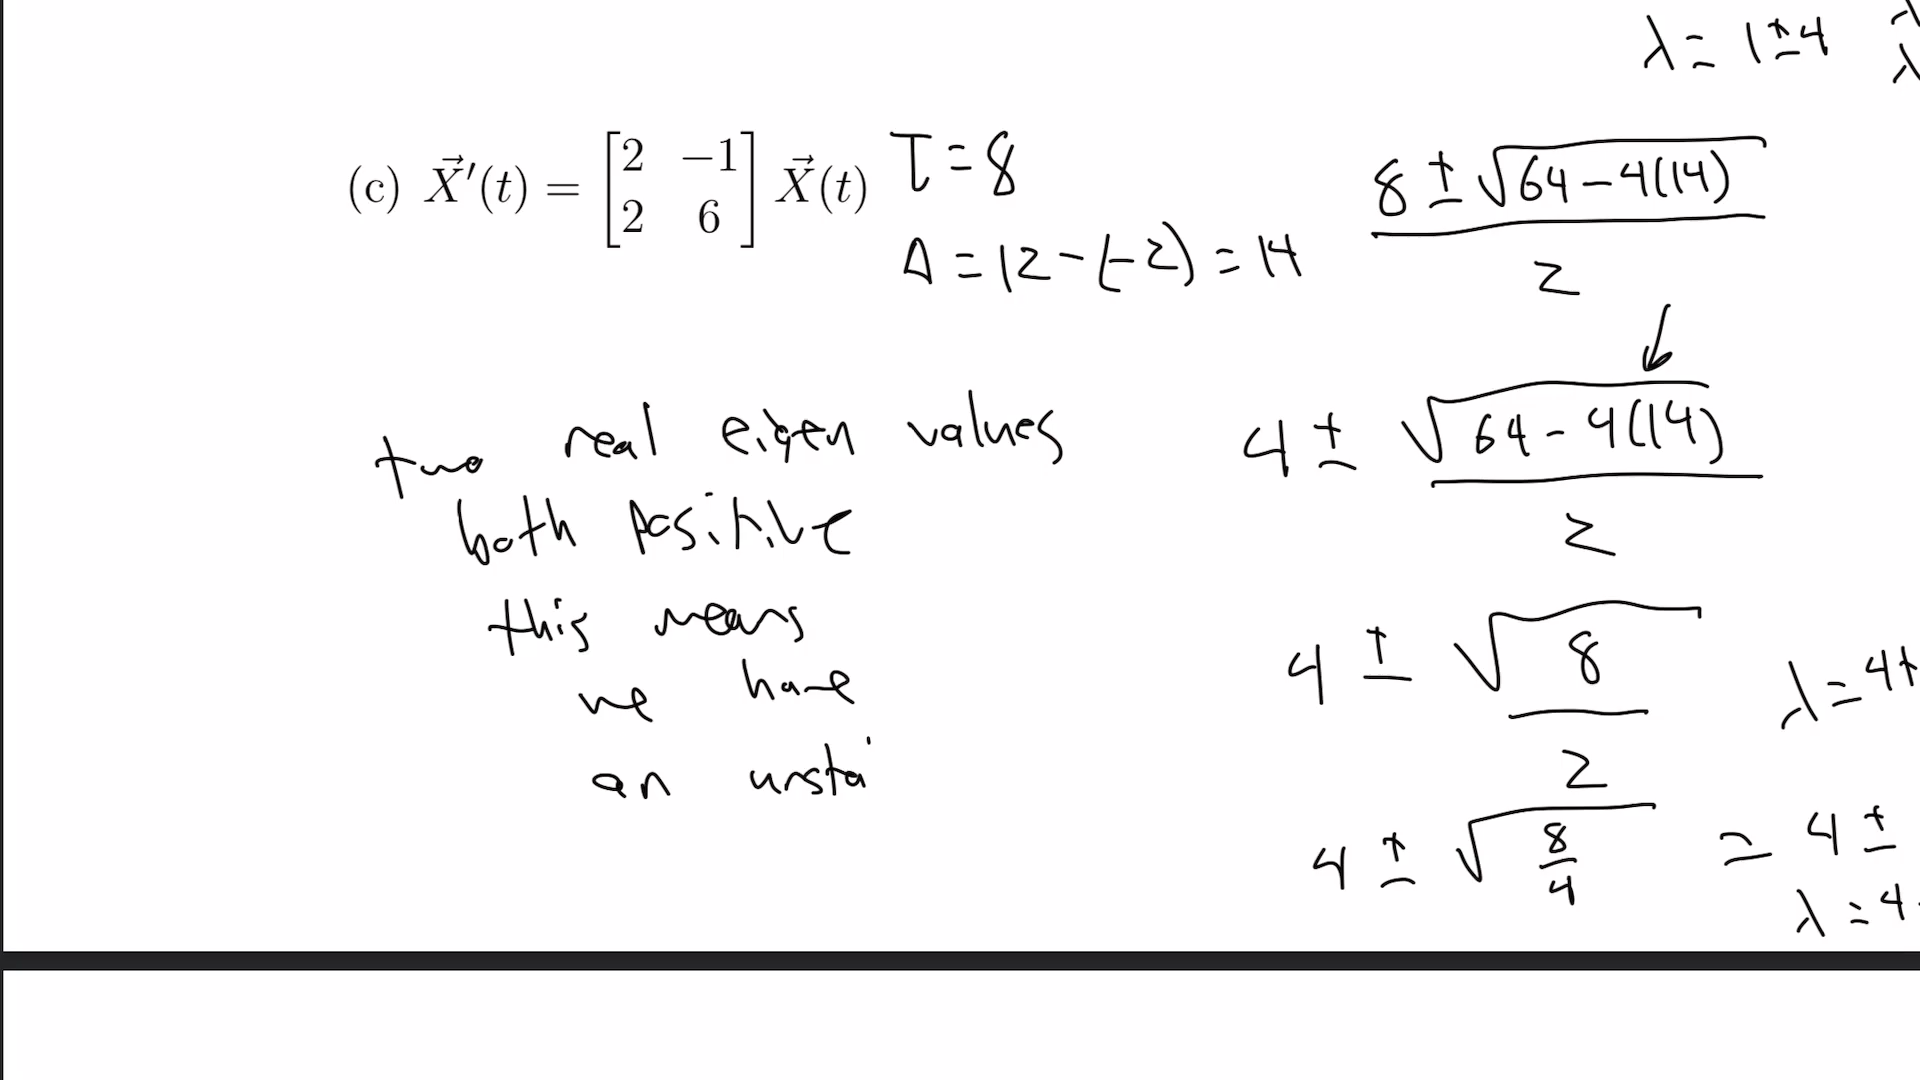 λ = 1 ± 4
(c) X⃗′(t) = [2 −1; 2 6] X⃗(t)
T = 8
Δ = 12 - (-2) = 14
8 ± √64 - 4(14)
2
4 ± √64 - 4(14)
2
two real eigen values
both positive
this means
we have
an unsta
4 ± √8
2
λ = 4 +
4 ± √8/4 = 4 ±
λ = 4